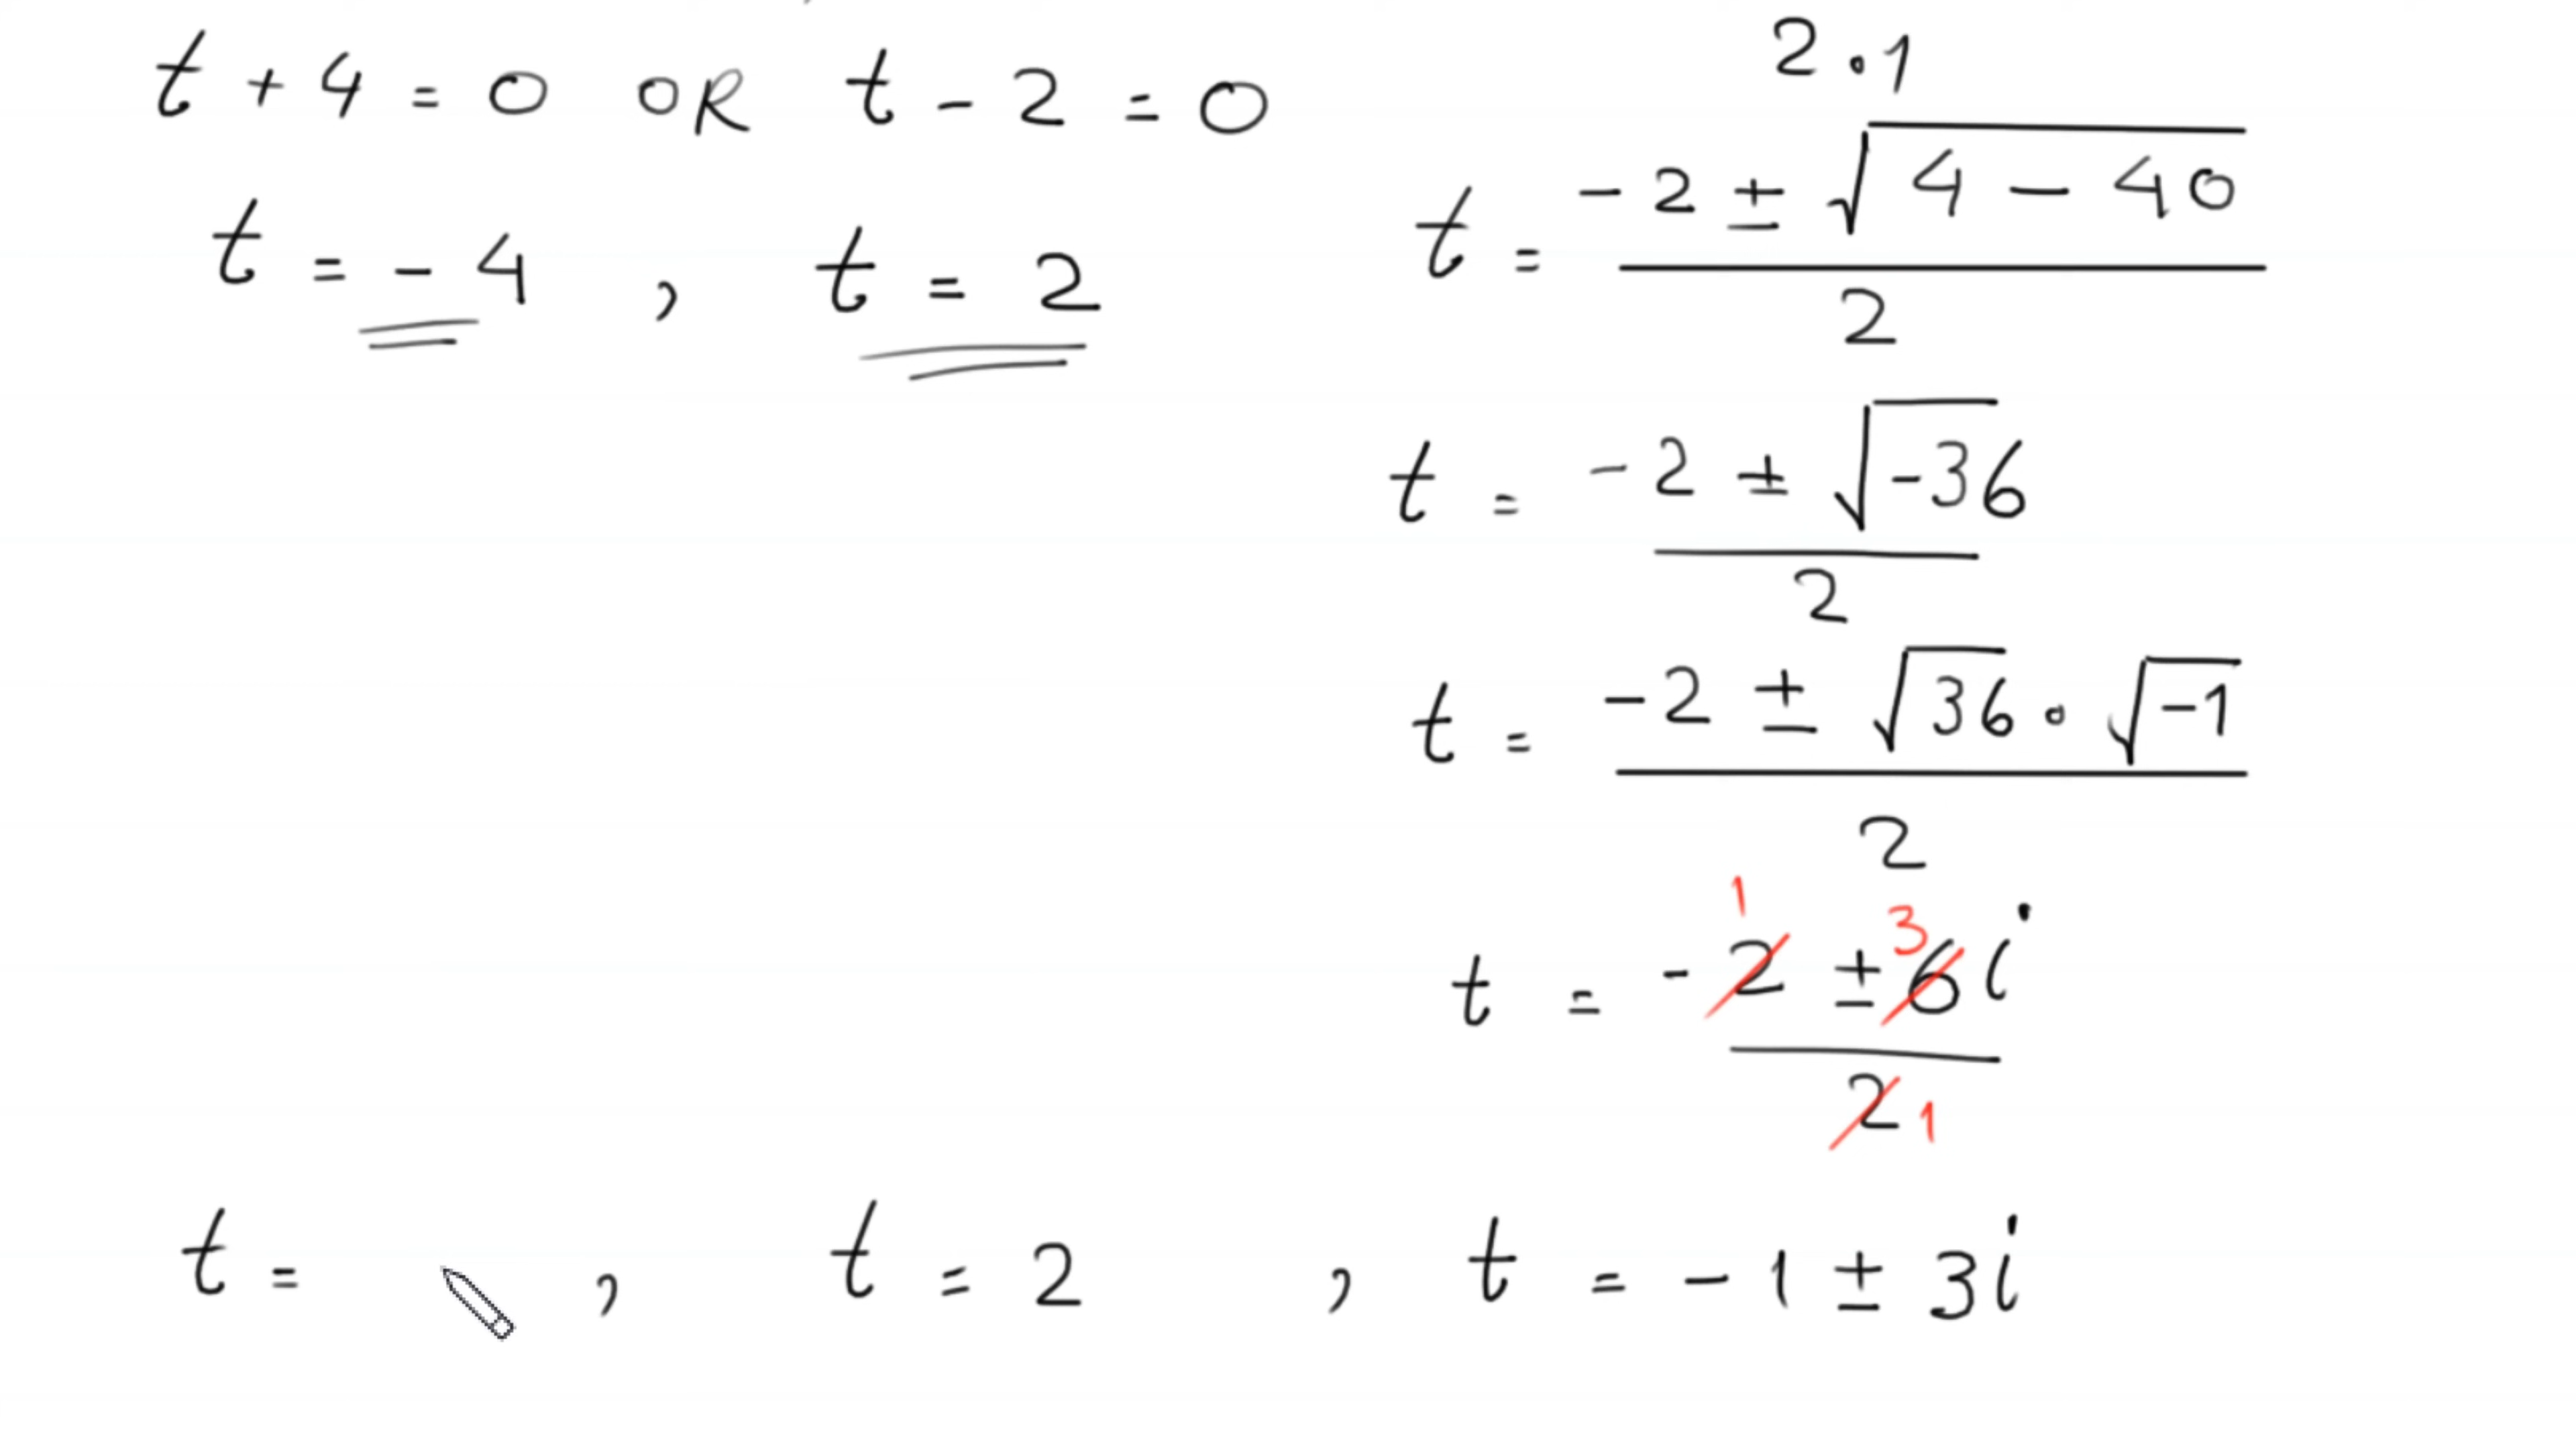 t + 4 = 0 OR t - 2 = 0
t = - 4 , t = 2
2 . 1
t = (-2 ± √(4 - 40)) / 2
t = (-2 ± √(-36)) / 2
t = (-2 ± √36 . √-1) / 2
1 3
t = (-2 ± 6i) / 2 1
t = , t = 2 , t = - 1 ± 3i